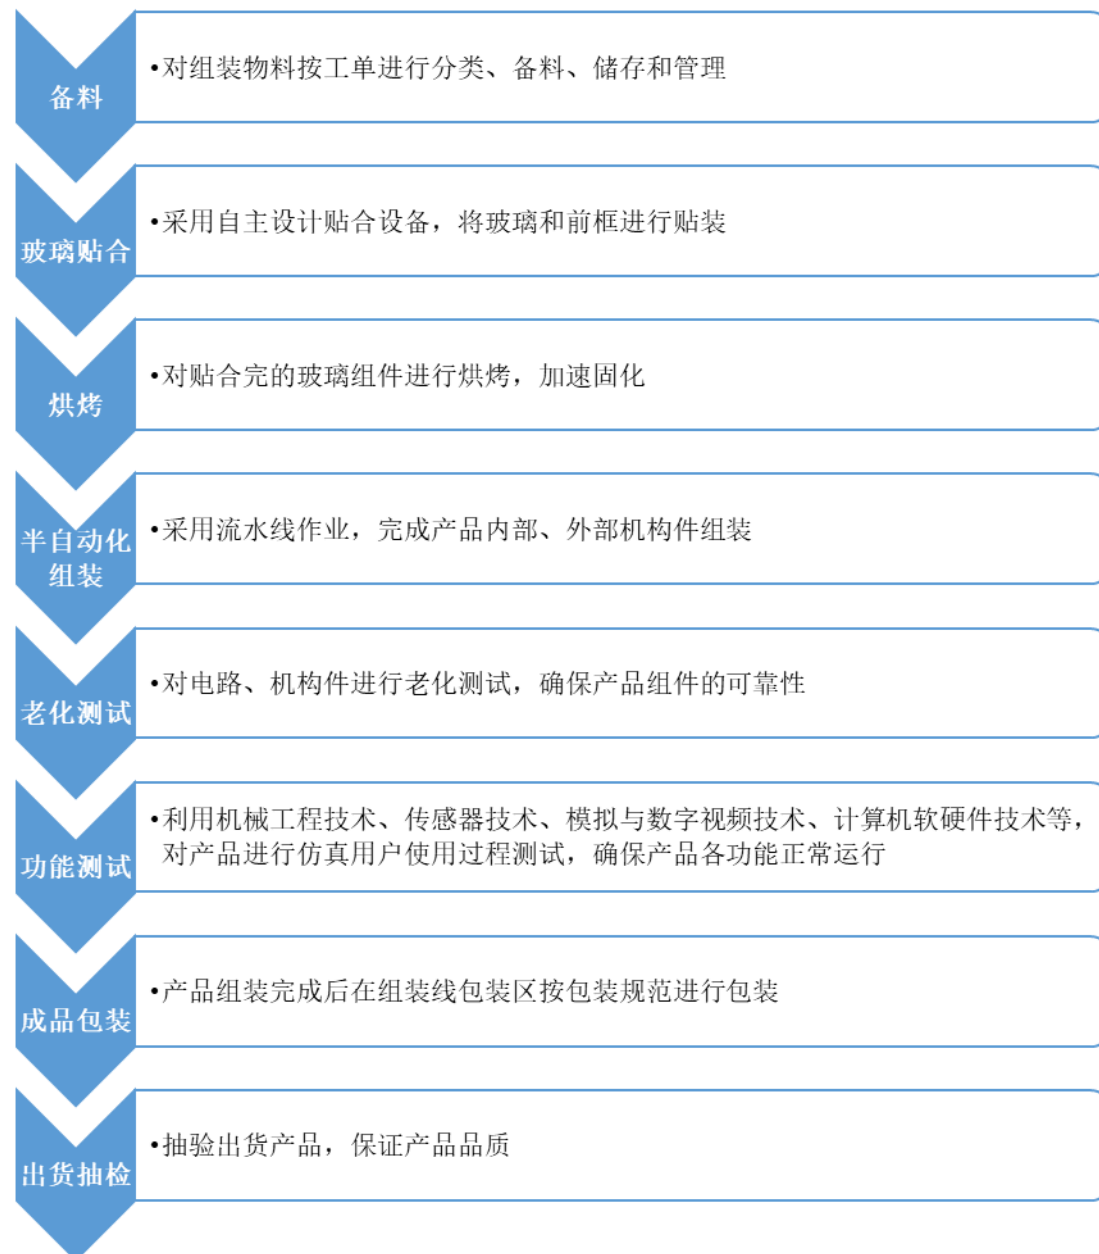 备料
•对组装物料按工单进行分类、备料、储存和管理
玻璃贴合
•采用自主设计贴合设备，将玻璃和前框进行贴装
烘烤
•对贴合完的玻璃组件进行烘烤，加速固化
半自动化
组装
•采用流水线作业，完成产品内部、外部机构件组装
老化测试
•对电路、机构件进行老化测试，确保产品组件的可靠性
功能测试
•利用机械工程技术、传感器技术、模拟与数字视频技术、计算机软硬件技术等，
对产品进行仿真用户使用过程测试，确保产品各功能正常运行
成品包装
•产品组装完成后在组装线包装区按包装规范进行包装
出货抽检
•抽验出货产品，保证产品品质